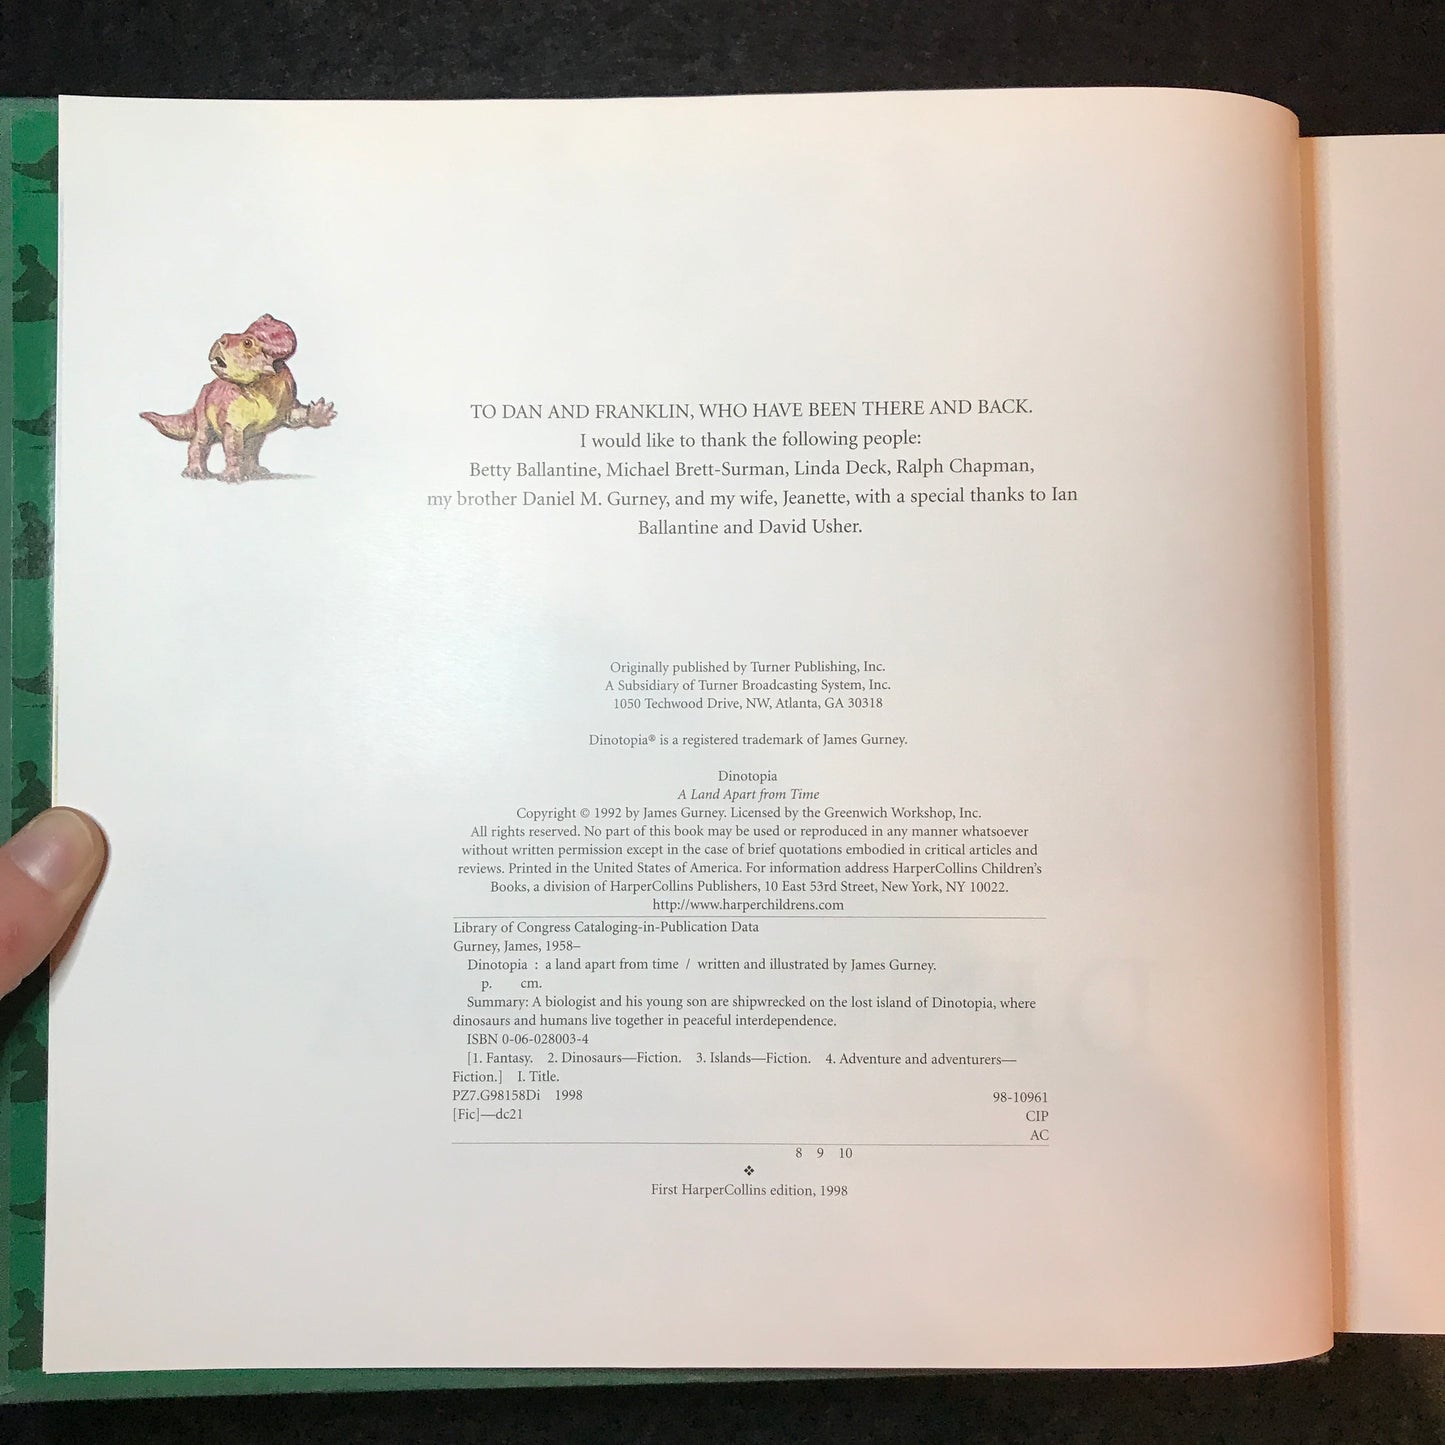 TO DAN AND FRANKLIN, WHO HAVE BEEN THERE AND BACK.
I would like to thank the following people:
Betty Ballantine, Michael Brett-Surman, Linda Deck, Ralph Chapman,
my brother Daniel M. Gurney, and my wife, Jeanette, with a special thanks to Ian
Ballantine and David Usher.
Originally published by Turner Publishing, Inc.
A Subsidiary of Turner Broadcasting System, Inc.
1050 Techwood Drive, NW, Atlanta, GA 30318
Dinotopia® is a registered trademark of James Gurney.
Dinotopia
A Land Apart from Time
Copyright © 1992 by James Gurney. Licensed by the Greenwich Workshop, Inc.
All rights reserved. No part of this book may be used or reproduced in any manner whatsoever
without written permission except in the case of brief quotations embodied in critical articles and
reviews. Printed in the United States of America. For information address HarperCollins Children's
Books, a division of HarperCollins Publishers, 10 East 53rd Street, New York, NY 10022.
http://www.harperchildrens.com
Library of Congress Cataloging-in-Publication Data
Gurney, James, 1958–
Dinotopia : a land apart from time / written and illustrated by James Gurney.
p. cm.
Summary: A biologist and his young son are shipwrecked on the lost island of Dinotopia, where
dinosaurs and humans live together in peaceful interdependence.
ISBN 0-06-028003-4
[1. Fantasy. 2. Dinosaurs—Fiction. 3. Islands—Fiction. 4. Adventure and adventurers—
Fiction.] I. Title.
PZ7.G98158Di 1998 98-10961
[Fic]—dc21 CIP
AC
8 9 10
❖
First HarperCollins edition, 1998